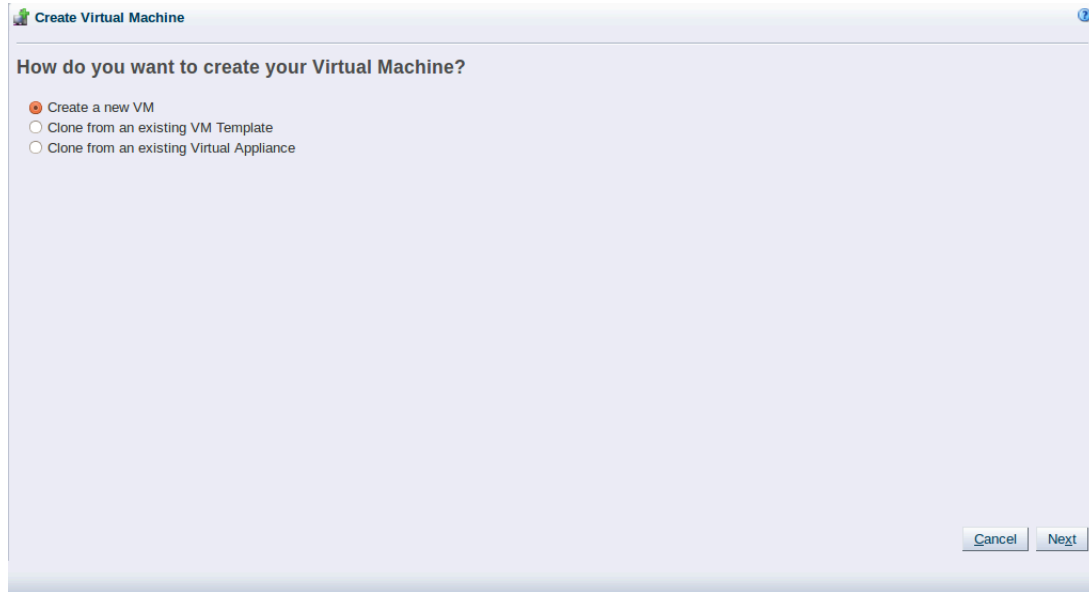 Create Virtual Machine
How do you want to create your Virtual Machine?
Create a new VM
Clone from an existing VM Template
Clone from an existing Virtual Appliance
Cancel Next